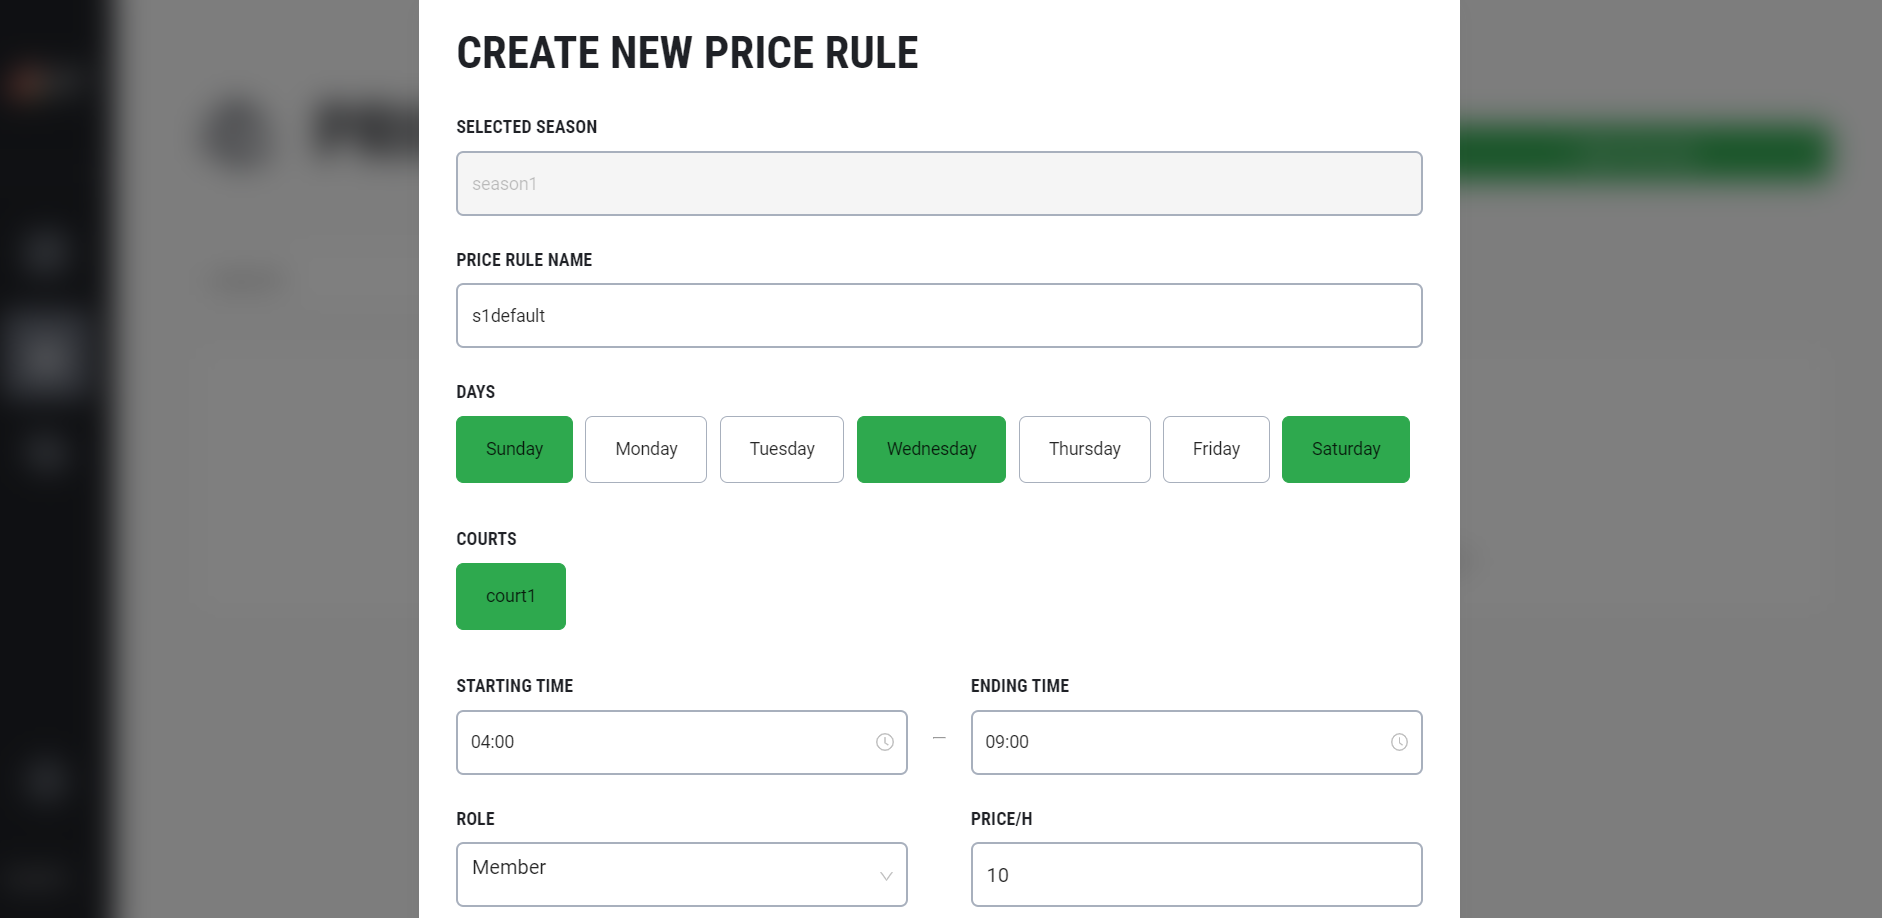 CREATE NEW PRICE RULE
SELECTED SEASON
season1
PRICE RULE NAME
s1default
DAYS
Sunday Monday Tuesday Wednesday Thursday Friday Saturday
COURTS
court1
STARTING TIME ENDING TIME
04:00 — 09:00
ROLE PRICE/H
Member 10